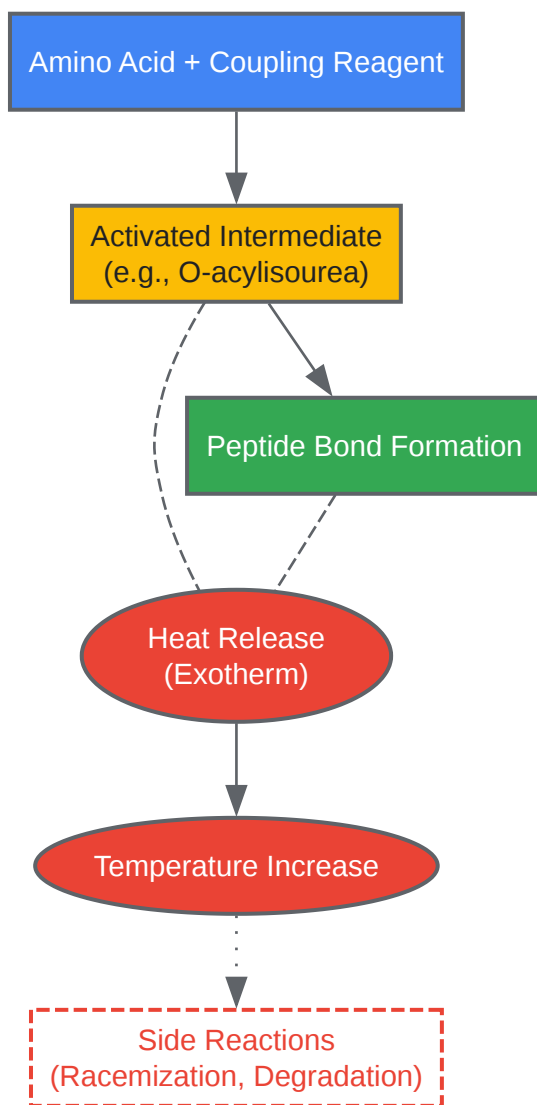 Amino Acid + Coupling Reagent
Activated Intermediate
(e.g., O-acylisourea)
Peptide Bond Formation
Heat Release
(Exotherm)
Temperature Increase
Side Reactions
(Racemization, Degradation)